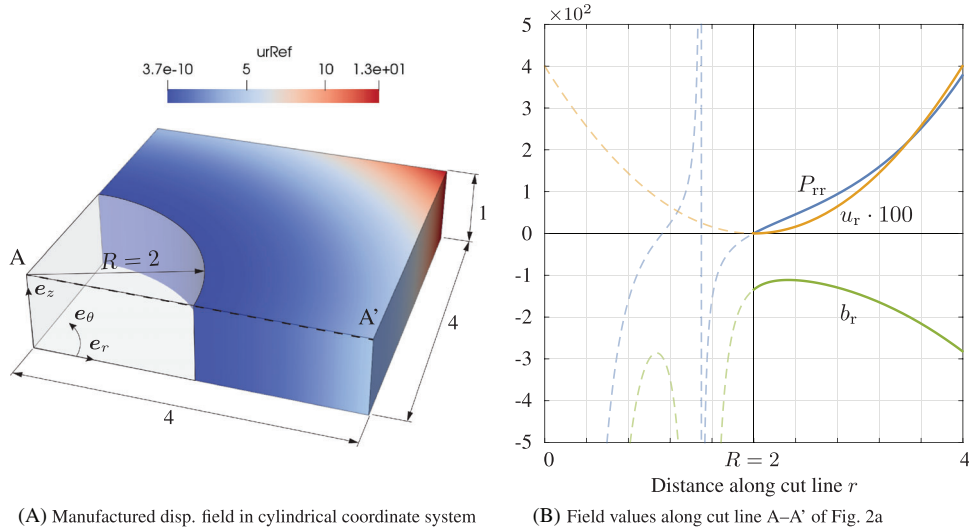 urRef
3.7e-10 5 10 1.3e+01
A
R = 2
1
e_z
e_θ
e_r
A'
4
4
(A) Manufactured disp. field in cylindrical coordinate system
×10²
5
4
3
2
1
0
-1
-2
-3
-4
-5
P_rr
u_r · 100
b_r
0 R = 2 4
Distance along cut line r
(B) Field values along cut line A–A' of Fig. 2a